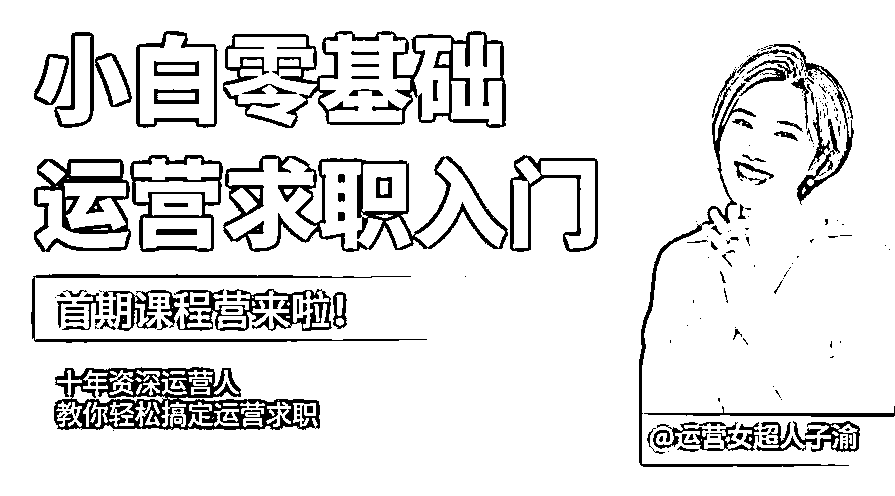 小白零基础
运营求职入门
首期课程营来啦!
十年资深运营人
教你轻松搞定运营求职
@运营女超人子渝